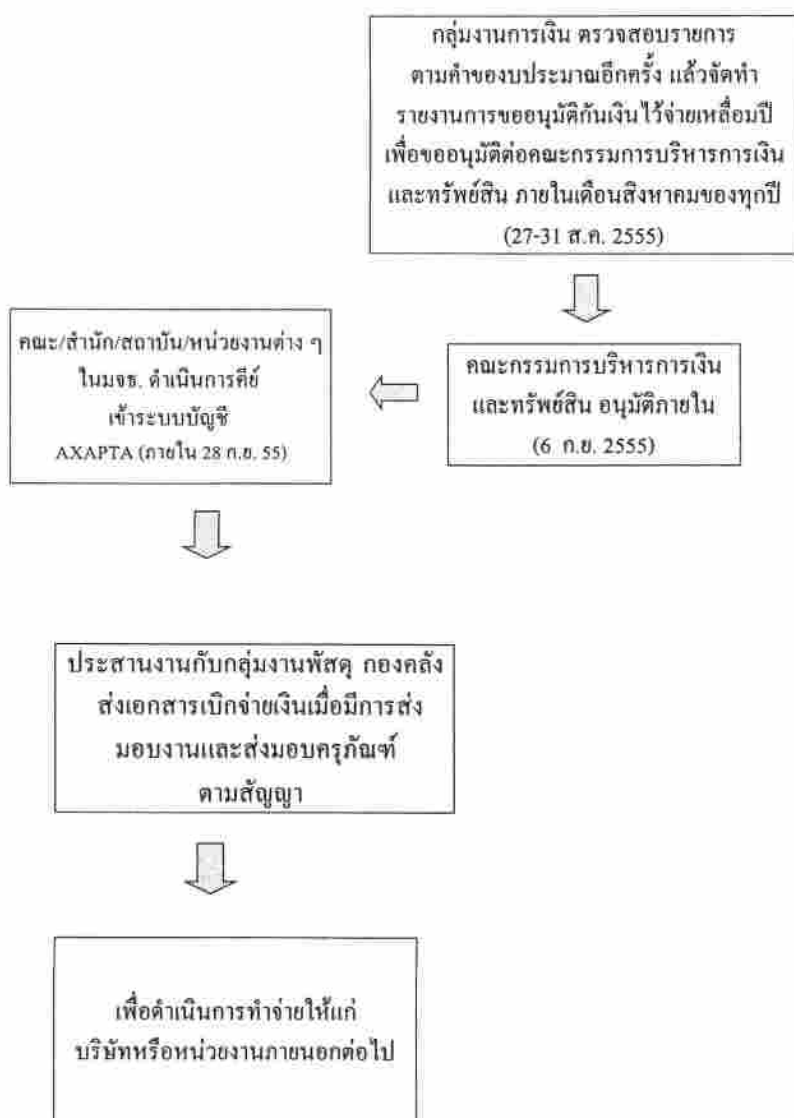 กลุ่มงานการเงิน ตรวจสอบรายการ
ตามคำของบประมาณอีกครั้ง แล้วจัดทำ
รายงานการขออนุมัติกันเงินไว้จ่ายเหลื่อมปี
เพื่อขออนุมัติต่อคณะกรรมการบริหารการเงิน
และทรัพย์สิน ภายในเดือนสิงหาคมของทุกปี
(27-31 ส.ค. 2555)
คณะกรรมการบริหารการเงิน
และทรัพย์สิน อนุมัติภายใน
(6 ก.ย. 2555)
คณะ/สำนัก/สถาบัน/หน่วยงานต่าง ๆ
ในมจธ. ดำเนินการคีย์
เข้าระบบบัญชี
AXAPTA (ภายใน 28 ก.ย. 55)
ประสานงานกับกลุ่มงานพัสดุ กองคลัง
ส่งเอกสารเบิกจ่ายเงินเมื่อมีการส่ง
มอบงานและส่งมอบครุภัณฑ์
ตามสัญญา
เพื่อดำเนินการทำจ่ายให้แก่
บริษัทหรือหน่วยงานภายนอกต่อไป